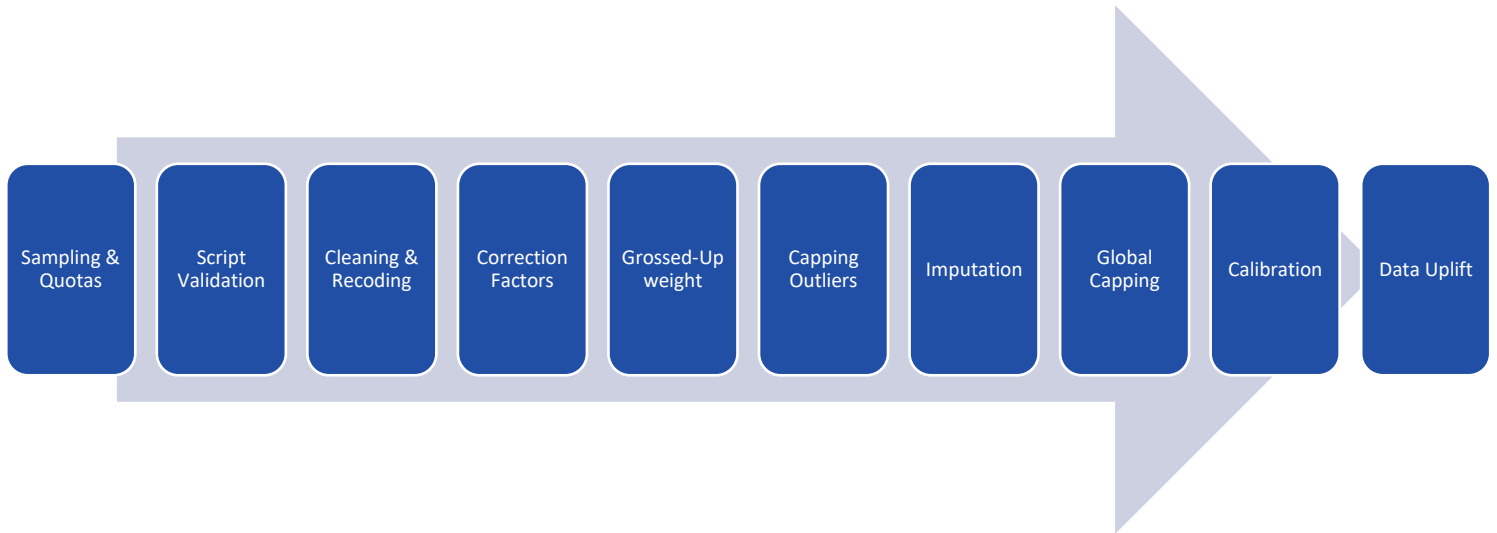 Sampling &
Quotas
Script
Validation
Cleaning &
Recoding
Correction
Factors
Grossed-Up
weight
Capping
Outliers
Imputation
Global
Capping
Calibration
Data Uplift